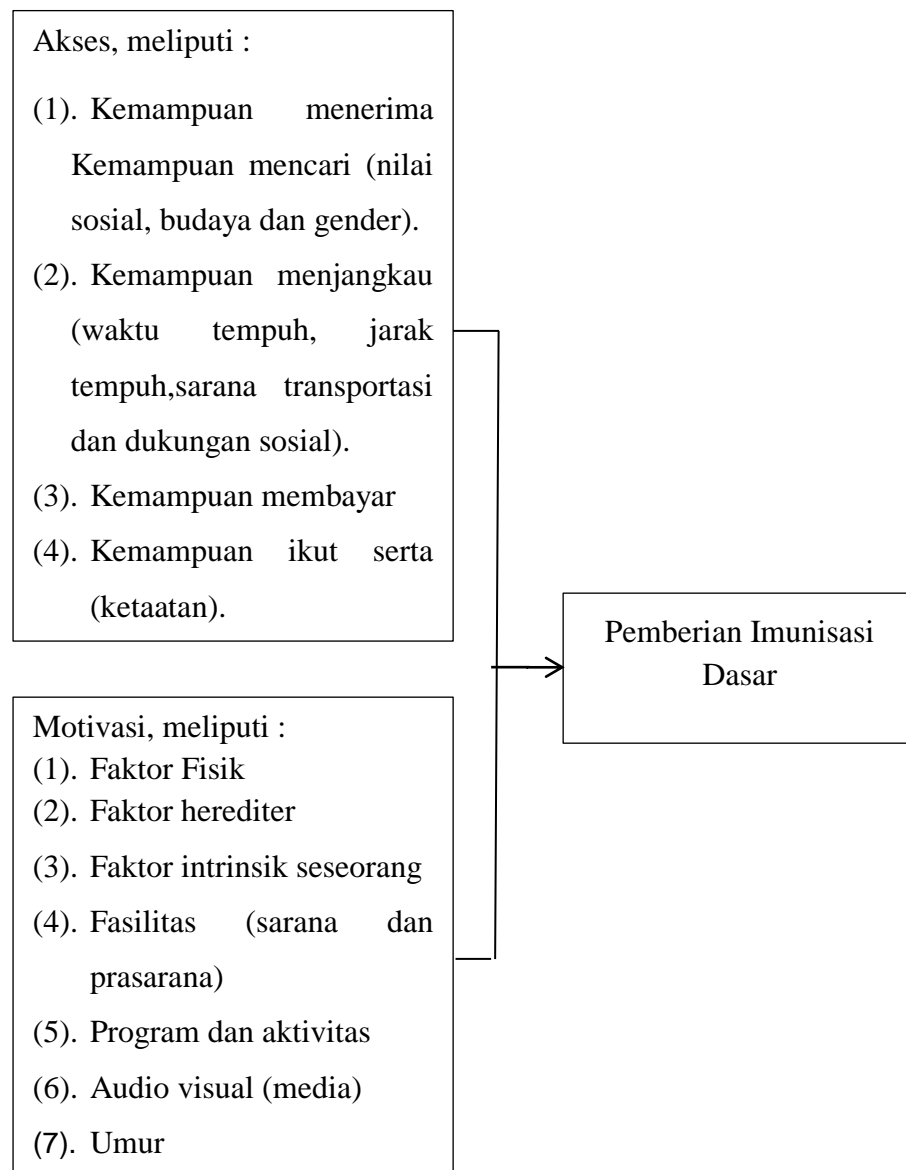 Akses, meliputi :
(1). Kemampuan menerima
Kemampuan mencari (nilai
sosial, budaya dan gender).
(2). Kemampuan menjangkau
(waktu tempuh, jarak
tempuh,sarana transportasi
dan dukungan sosial).
(3). Kemampuan membayar
(4). Kemampuan ikut serta
(ketaatan).
Motivasi, meliputi :
(1). Faktor Fisik
(2). Faktor herediter
(3). Faktor intrinsik seseorang
(4). Fasilitas (sarana dan
prasarana)
(5). Program dan aktivitas
(6). Audio visual (media)
(7). Umur
Pemberian Imunisasi
Dasar